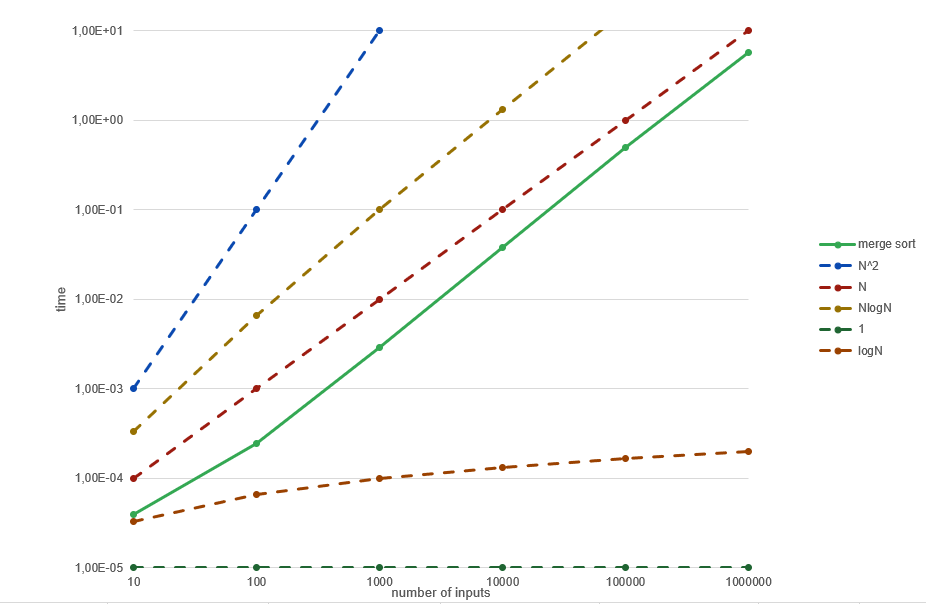 1,00E+01
1,00E+00
1,00E-01
1,00E-02
1,00E-03
1,00E-04
1,00E-05
time
10 100 1000 10000 100000 1000000
number of inputs
merge sort
N^2
N
NlogN
1
logN